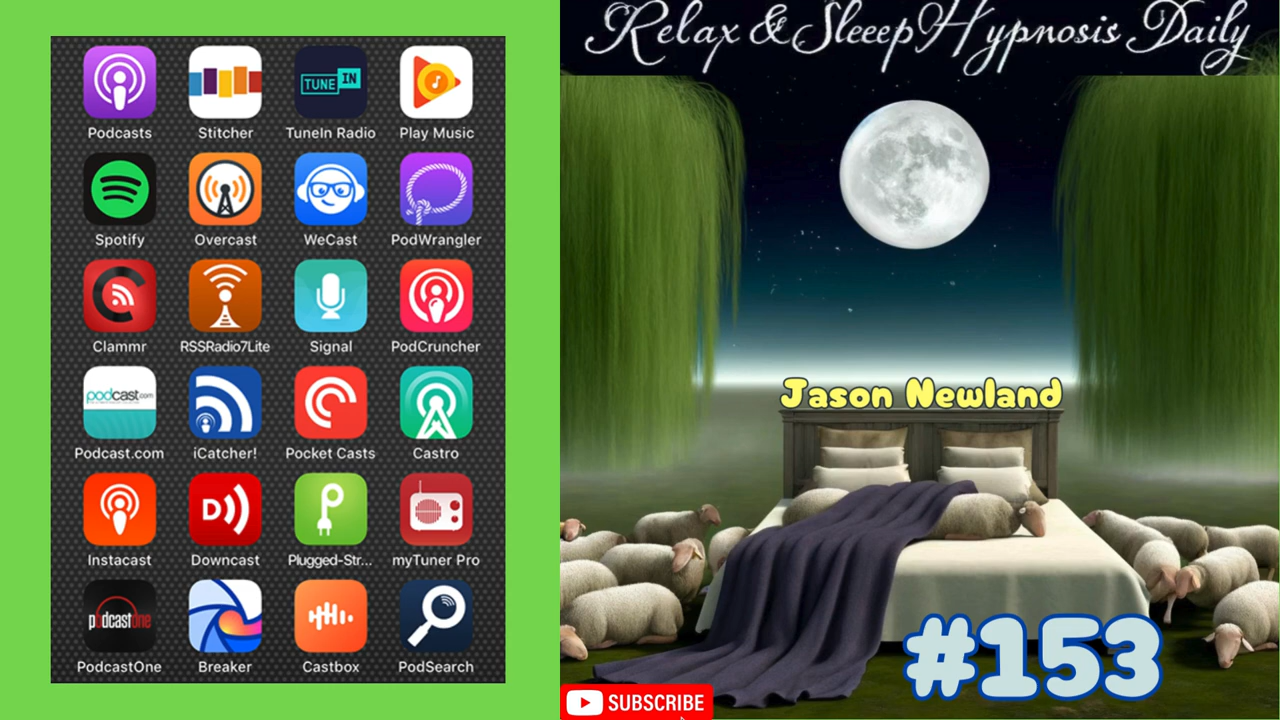 Relax & Sleeep Hypnosis Daily
Podcasts Stitcher TuneIn Radio Play Music
TUNE IN
Spotify Overcast WeCast PodWrangler
Clammr RSSRadio7Lite Signal PodCruncher
podcast.com
Podcast.com iCatcher! Pocket Casts Castro
D
Instacast Downcast Plugged-Str... myTuner Pro
podcastone
PodcastOne Breaker Castbox PodSearch
Jason Newland
#153
SUBSCRIBE